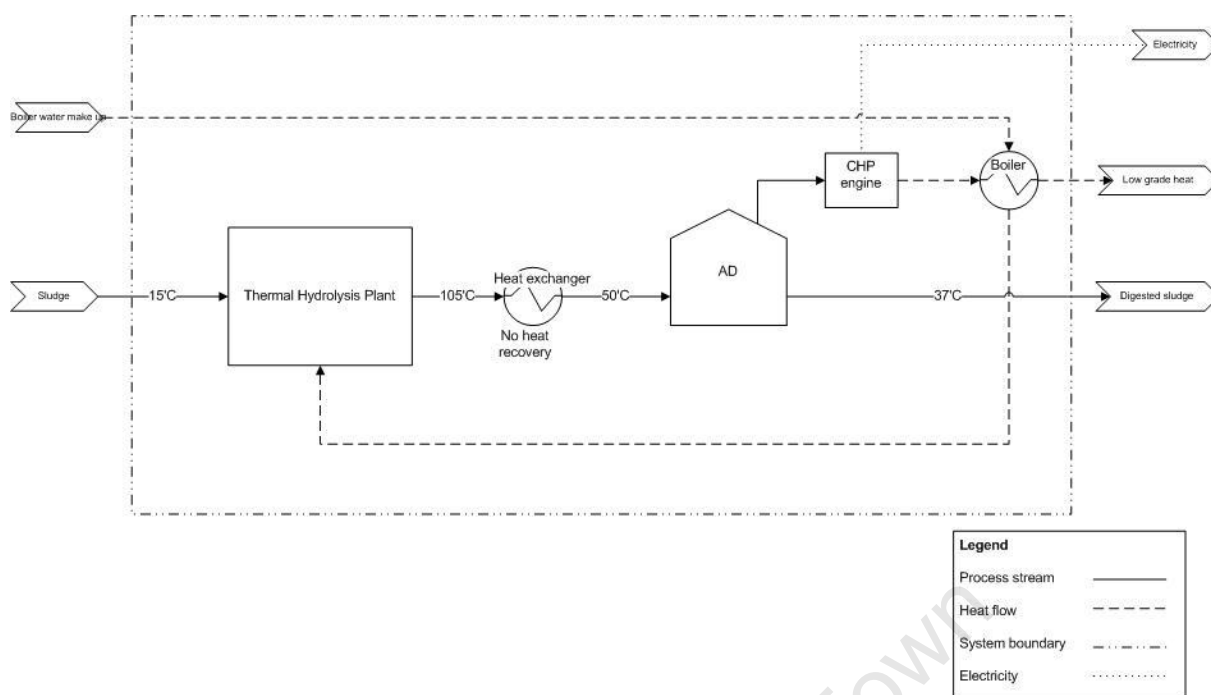 Electricity
Boiler water make up
CHP
engine
Boiler
Low grade heat
Sludge
15'C
Thermal Hydrolysis Plant
105'C
Heat exchanger
No heat
recovery
50'C
AD
37'C
Digested sludge
Legend
Process stream
Heat flow
System boundary
Electricity
Town